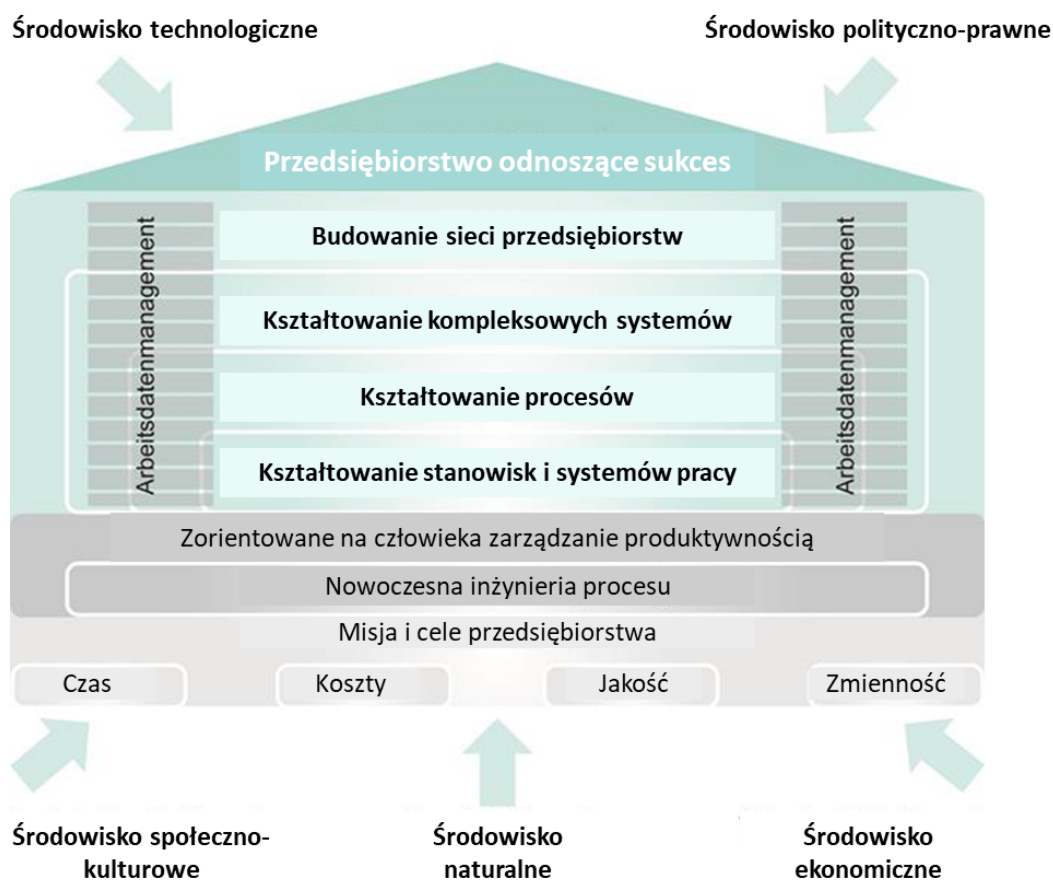 Środowisko technologiczne
Środowisko polityczno-prawne
Przedsiębiorstwo odnoszące sukces
Arbeitsdatenmanagement
Budowanie sieci przedsiębiorstw
Kształtowanie kompleksowych systemów
Kształtowanie procesów
Kształtowanie stanowisk i systemów pracy
Arbeitsdatenmanagement
Zorientowane na człowieka zarządzanie produktywnością
Nowoczesna inżynieria procesu
Misja i cele przedsiębiorstwa
Czas
Koszty
Jakość
Zmienność
Środowisko społeczno-
kulturowe
Środowisko
naturalne
Środowisko
ekonomiczne